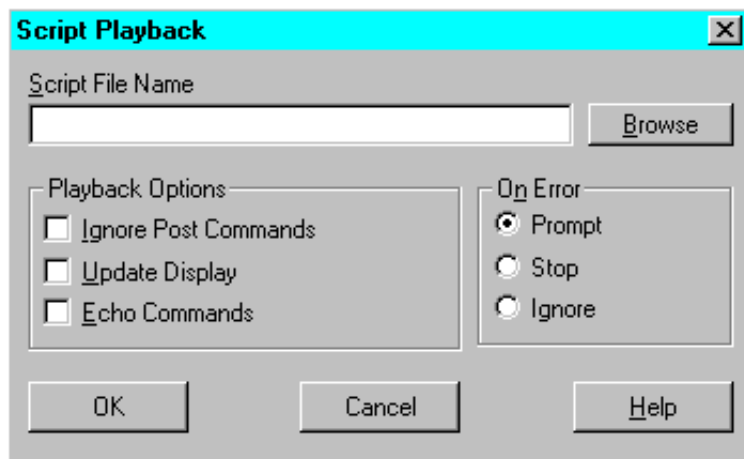 Script Playback
Script File Name
Browse
Playback Options
Ignore Post Commands
Update Display
Echo Commands
On Error
Prompt
Stop
Ignore
OK
Cancel
Help